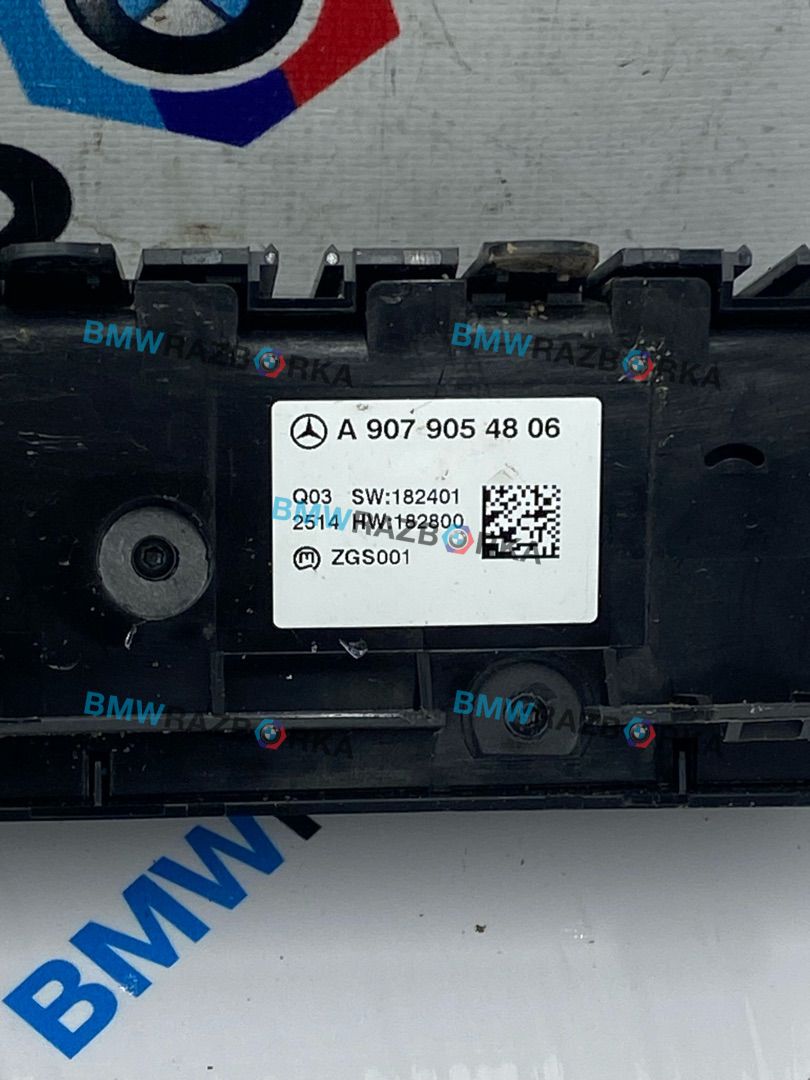 BMWRAZBORKA
BMWRAZBORKA
A 907 905 48 06
Q03 SW:182401
2514 HW:182800
BMWRAZBORKA
ZGS001
BMWRAZBORKA
BMWRAZBORKA
BMW